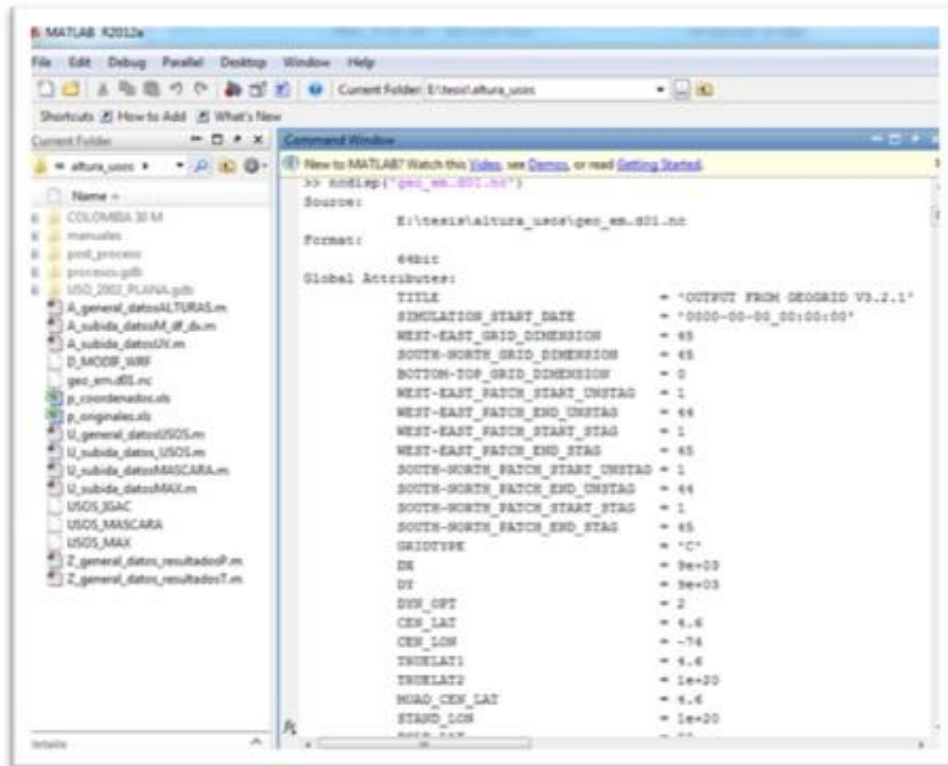 MATLAB R2012a
File Edit Debug Parallel Desktop Window Help
Current Folder: E:\tesis\altura_usos
Shortcuts How to Add What's New
Current Folder
altura_usos
Name
COLOMBIA 30 M
manuales
post_proceso
procesos.gdb
USO_2002_PLANA.gdb
A_general_datosALTURAS.m
A_subida_datosM_df_dx.m
A_subida_datosUV.m
D_MODIF_WRF
geo_em.d01.nc
p_coordenados.xls
p_originales.xls
U_general_datosUSOS.m
U_subida_datos_USOS.m
U_subida_datosMASCARA.m
U_subida_datosMAX.m
USOS_IGAC
USOS_MASCARA
USOS_MAX
Z_general_datos_resultadosP.m
Z_general_datos_resultadosT.m
Details
Command Window
New to MATLAB? Watch this Video, see Demos, or read Getting Started.
>> ncdisp('geo_em.d01.nc')
Source:
E:\tesis\altura_usos\geo_em.d01.nc
Format:
64bit
Global Attributes:
TITLE = 'OUTPUT FROM GEOGRID V3.2.1'
SIMULATION_START_DATE = '0000-00-00_00:00:00'
WEST-EAST_GRID_DIMENSION = 45
SOUTH-NORTH_GRID_DIMENSION = 45
BOTTOM-TOP_GRID_DIMENSION = 0
WEST-EAST_PATCH_START_UNSTAG = 1
WEST-EAST_PATCH_END_UNSTAG = 44
WEST-EAST_PATCH_START_STAG = 1
WEST-EAST_PATCH_END_STAG = 45
SOUTH-NORTH_PATCH_START_UNSTAG = 1
SOUTH-NORTH_PATCH_END_UNSTAG = 44
SOUTH-NORTH_PATCH_START_STAG = 1
SOUTH-NORTH_PATCH_END_STAG = 45
GRIDTYPE = 'C'
DX = 9e+03
DY = 9e+03
DYN_OPT = 2
CEN_LAT = 4.6
CEN_LON = -74
TRUELAT1 = 4.6
TRUELAT2 = 1e+20
MOAD_CEN_LAT = 4.6
STAND_LON = 1e+20
fx